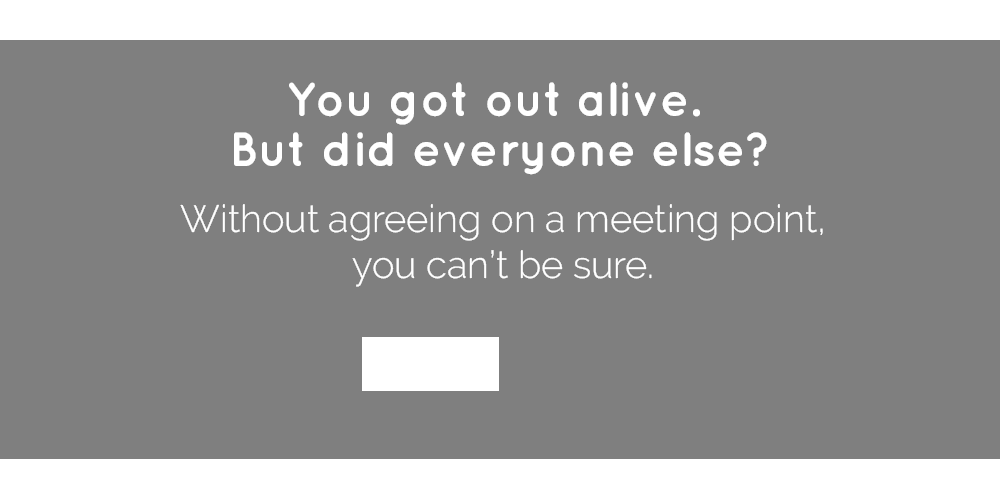 You got out alive.
But did everyone else?
Without agreeing on a meeting point,
you can’t be sure.